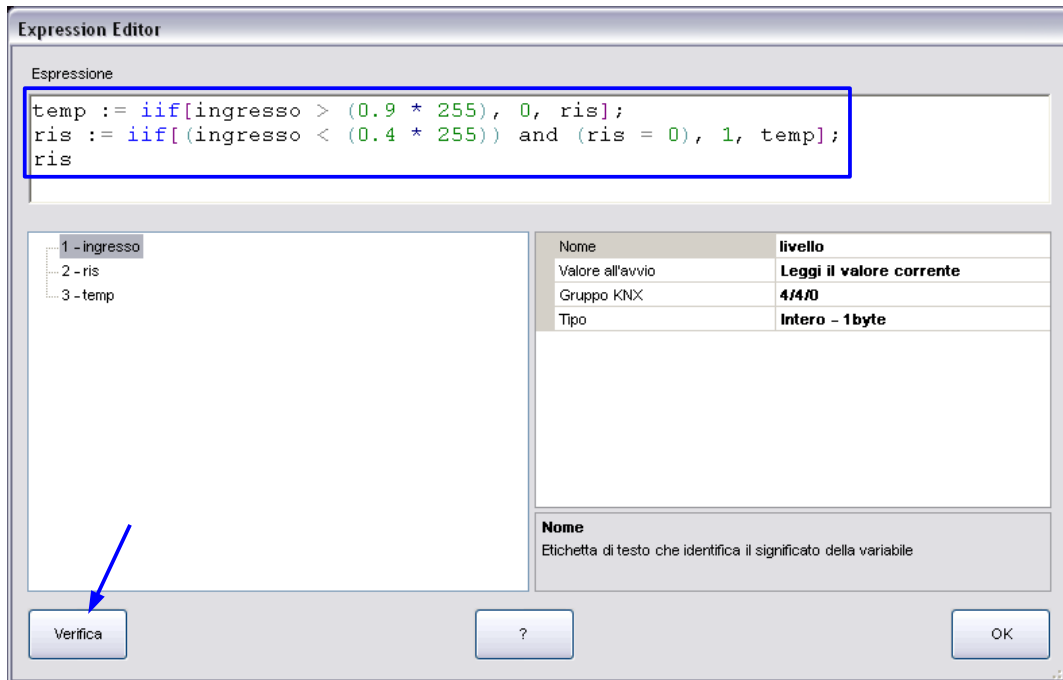 Expression Editor
Espressione
temp := iif[ingresso > (0.9 * 255), 0, ris];
ris := iif[(ingresso < (0.4 * 255)) and (ris = 0), 1, temp];
ris
1 - ingresso
2 - ris
3 - temp
Nome livello
Valore all'avvio Leggi il valore corrente
Gruppo KNX 4/4/0
Tipo Intero - 1byte
Nome
Etichetta di testo che identifica il significato della variabile
Verifica ? OK